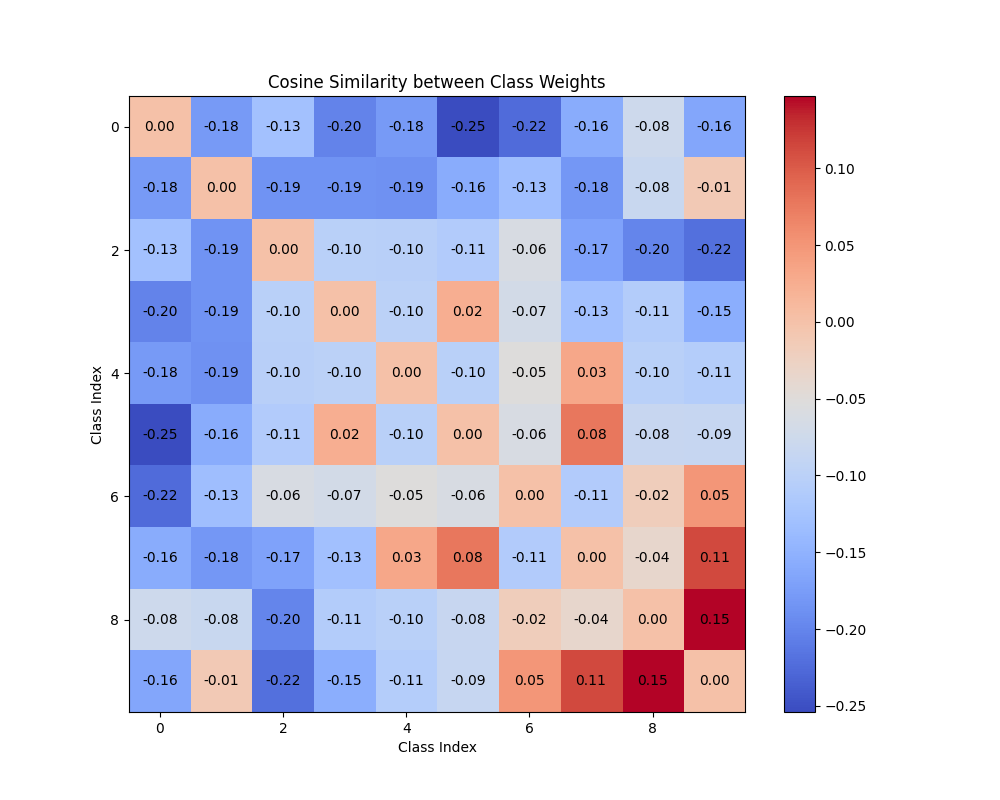 Cosine Similarity between Class Weights
0 0.00 -0.18 -0.13 -0.20 -0.18 -0.25 -0.22 -0.16 -0.08 -0.16
-0.18 0.00 -0.19 -0.19 -0.19 -0.16 -0.13 -0.18 -0.08 -0.01
2 -0.13 -0.19 0.00 -0.10 -0.10 -0.11 -0.06 -0.17 -0.20 -0.22
-0.20 -0.19 -0.10 0.00 -0.10 0.02 -0.07 -0.13 -0.11 -0.15
4 -0.18 -0.19 -0.10 -0.10 0.00 -0.10 -0.05 0.03 -0.10 -0.11
-0.25 -0.16 -0.11 0.02 -0.10 0.00 -0.06 0.08 -0.08 -0.09
6 -0.22 -0.13 -0.06 -0.07 -0.05 -0.06 0.00 -0.11 -0.02 0.05
-0.16 -0.18 -0.17 -0.13 0.03 0.08 -0.11 0.00 -0.04 0.11
8 -0.08 -0.08 -0.20 -0.11 -0.10 -0.08 -0.02 -0.04 0.00 0.15
-0.16 -0.01 -0.22 -0.15 -0.11 -0.09 0.05 0.11 0.15 0.00
0 2 4 6 8
Class Index
Class Index
0.10
0.05
0.00
−0.05
−0.10
−0.15
−0.20
−0.25